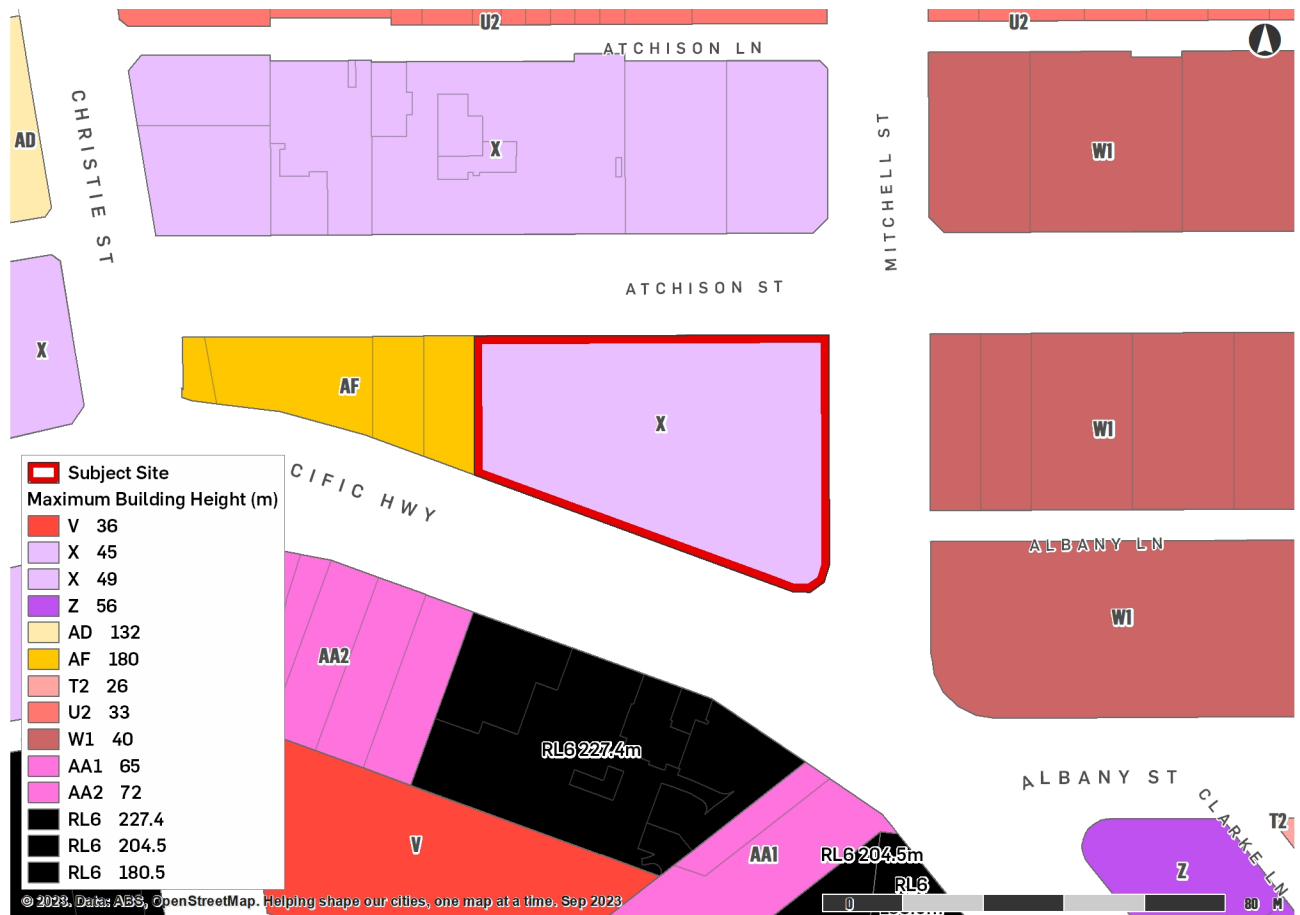 U2
U2
ATCHISON LN
CHRISTIE ST
AD
X
MITCHELL ST
W1
ATCHISON ST
X
AF
X
W1
CIFIC HWY
ALBANY LN
W1
AA2
RL6 227.4m
ALBANY ST
CLARKE LN
T2
V
AA1
RL6 204.5m
RL6
Z
Subject Site
Maximum Building Height (m)
V 36
X 45
X 49
Z 56
AD 132
AF 180
T2 26
U2 33
W1 40
AA1 65
AA2 72
RL6 227.4
RL6 204.5
RL6 180.5
© 2023. Data: ABS, OpenStreetMap. Helping shape our cities, one map at a time. Sep 2023
0 80 M